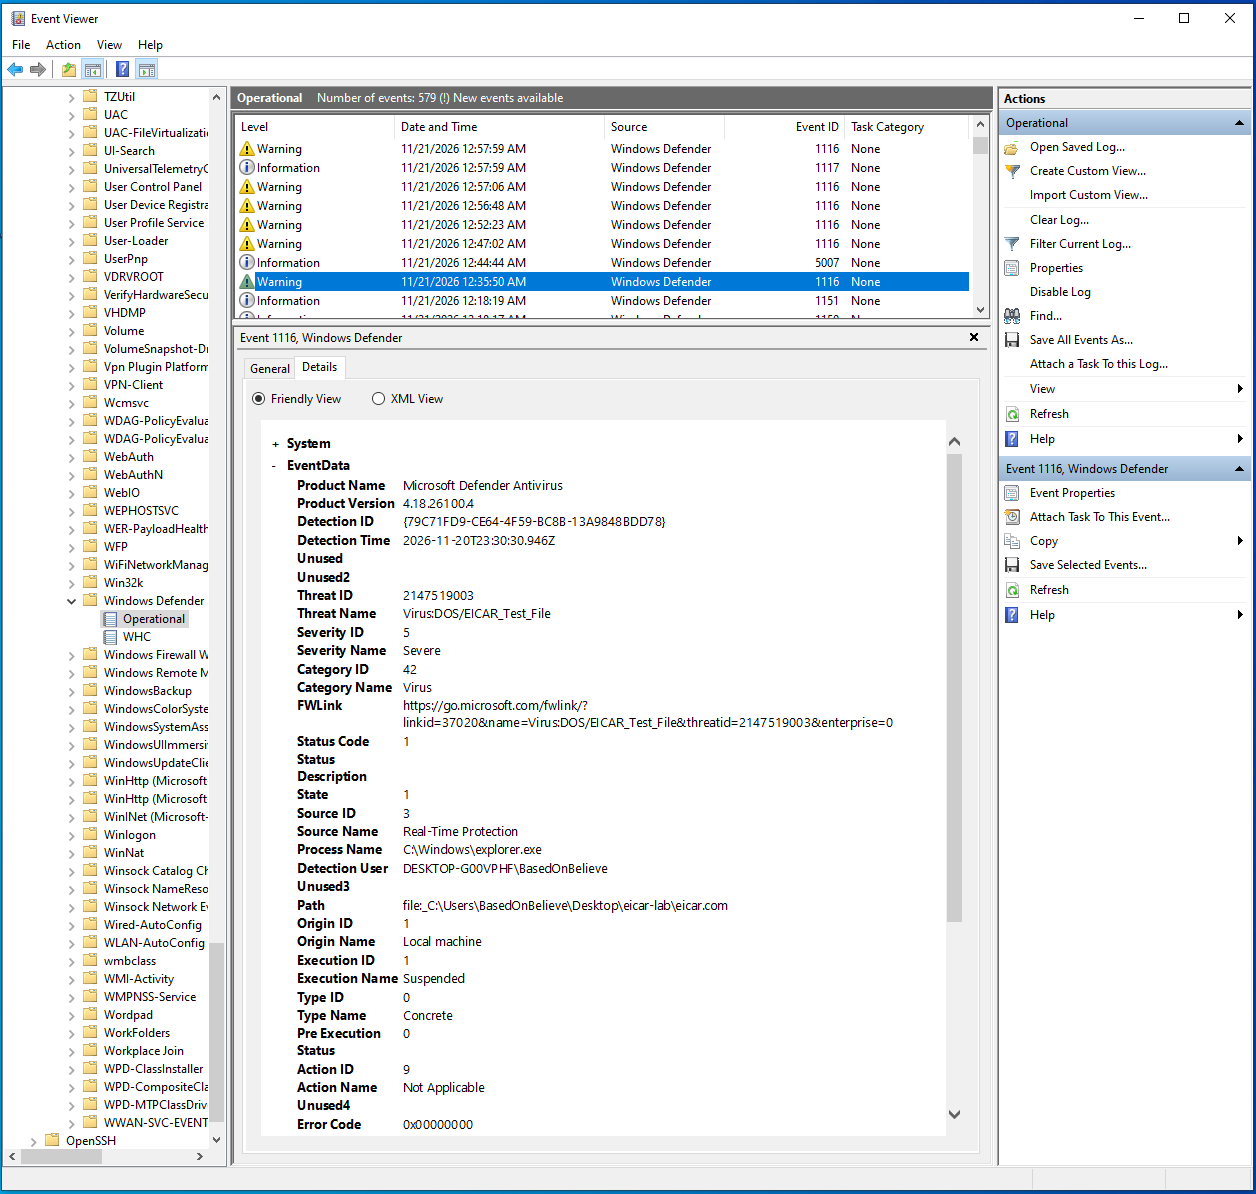 Event Viewer
File Action View Help
TZUtil
UAC
UAC-FileVirtualizati
UI-Search
UniversalTelemetryC
User Control Panel
User Device Registra
User Profile Service
User-Loader
UserPnp
VDRVROOT
VerifyHardwareSecu
VHDMP
Volume
VolumeSnapshot-Dr
Vpn Plugin Platform
VPN-Client
Wcmsvc
WDAG-PolicyEvalua
WDAG-PolicyEvalua
WebAuth
WebAuthN
WebIO
WEPHOSTSVC
WER-PayloadHealth
WFP
WiFiNetworkManag
Win32k
Windows Defender
Operational
WHC
Windows Firewall W
Windows Remote M
WindowsBackup
WindowsColorSyste
WindowsSystemAss
WindowsUIImmersi
WindowsUpdateClie
WinHttp (Microsoft
WinHttp (Microsoft
WinINet (Microsoft-
Winlogon
WinNat
Winsock Catalog Ch
Winsock NameReso
Winsock Network Ev
Wired-AutoConfig
WLAN-AutoConfig
wmbclass
WMI-Activity
WMPNSS-Service
Wordpad
WorkFolders
Workplace Join
WPD-ClassInstaller
WPD-CompositeCla
WPD-MTPClassDriv
WWAN-SVC-EVENT
OpenSSH
Operational Number of events: 579 (!) New events available
Level Date and Time Source Event ID Task Category
Warning 11/21/2026 12:57:59 AM Windows Defender 1116 None
Information 11/21/2026 12:57:59 AM Windows Defender 1117 None
Warning 11/21/2026 12:57:06 AM Windows Defender 1116 None
Warning 11/21/2026 12:56:48 AM Windows Defender 1116 None
Warning 11/21/2026 12:52:23 AM Windows Defender 1116 None
Warning 11/21/2026 12:47:02 AM Windows Defender 1116 None
Information 11/21/2026 12:44:44 AM Windows Defender 5007 None
Warning 11/21/2026 12:35:50 AM Windows Defender 1116 None
Information 11/21/2026 12:18:19 AM Windows Defender 1151 None
Event 1116, Windows Defender
General Details
Friendly View XML View
+ System
- EventData
Product Name Microsoft Defender Antivirus
Product Version 4.18.26100.4
Detection ID {79C71FD9-CE64-4F59-BC8B-13A9848BDD78}
Detection Time 2026-11-20T23:30:30.946Z
Unused
Unused2
Threat ID 2147519003
Threat Name Virus:DOS/EICAR_Test_File
Severity ID 5
Severity Name Severe
Category ID 42
Category Name Virus
FWLink https://go.microsoft.com/fwlink/?
linkid=37020&name=Virus:DOS/EICAR_Test_File&threatid=2147519003&enterprise=0
Status Code 1
Status
Description
State 1
Source ID 3
Source Name Real-Time Protection
Process Name C:\Windows\explorer.exe
Detection User DESKTOP-G00VPHF\BasedOnBelieve
Unused3
Path file:_C:\Users\BasedOnBelieve\Desktop\eicar-lab\eicar.com
Origin ID 1
Origin Name Local machine
Execution ID 1
Execution Name Suspended
Type ID 0
Type Name Concrete
Pre Execution 0
Status
Action ID 9
Action Name Not Applicable
Unused4
Error Code 0x00000000
Actions
Operational
Open Saved Log...
Create Custom View...
Import Custom View...
Clear Log...
Filter Current Log...
Properties
Disable Log
Find...
Save All Events As...
Attach a Task To this Log...
View
Refresh
Help
Event 1116, Windows Defender
Event Properties
Attach Task To This Event...
Copy
Save Selected Events...
Refresh
Help